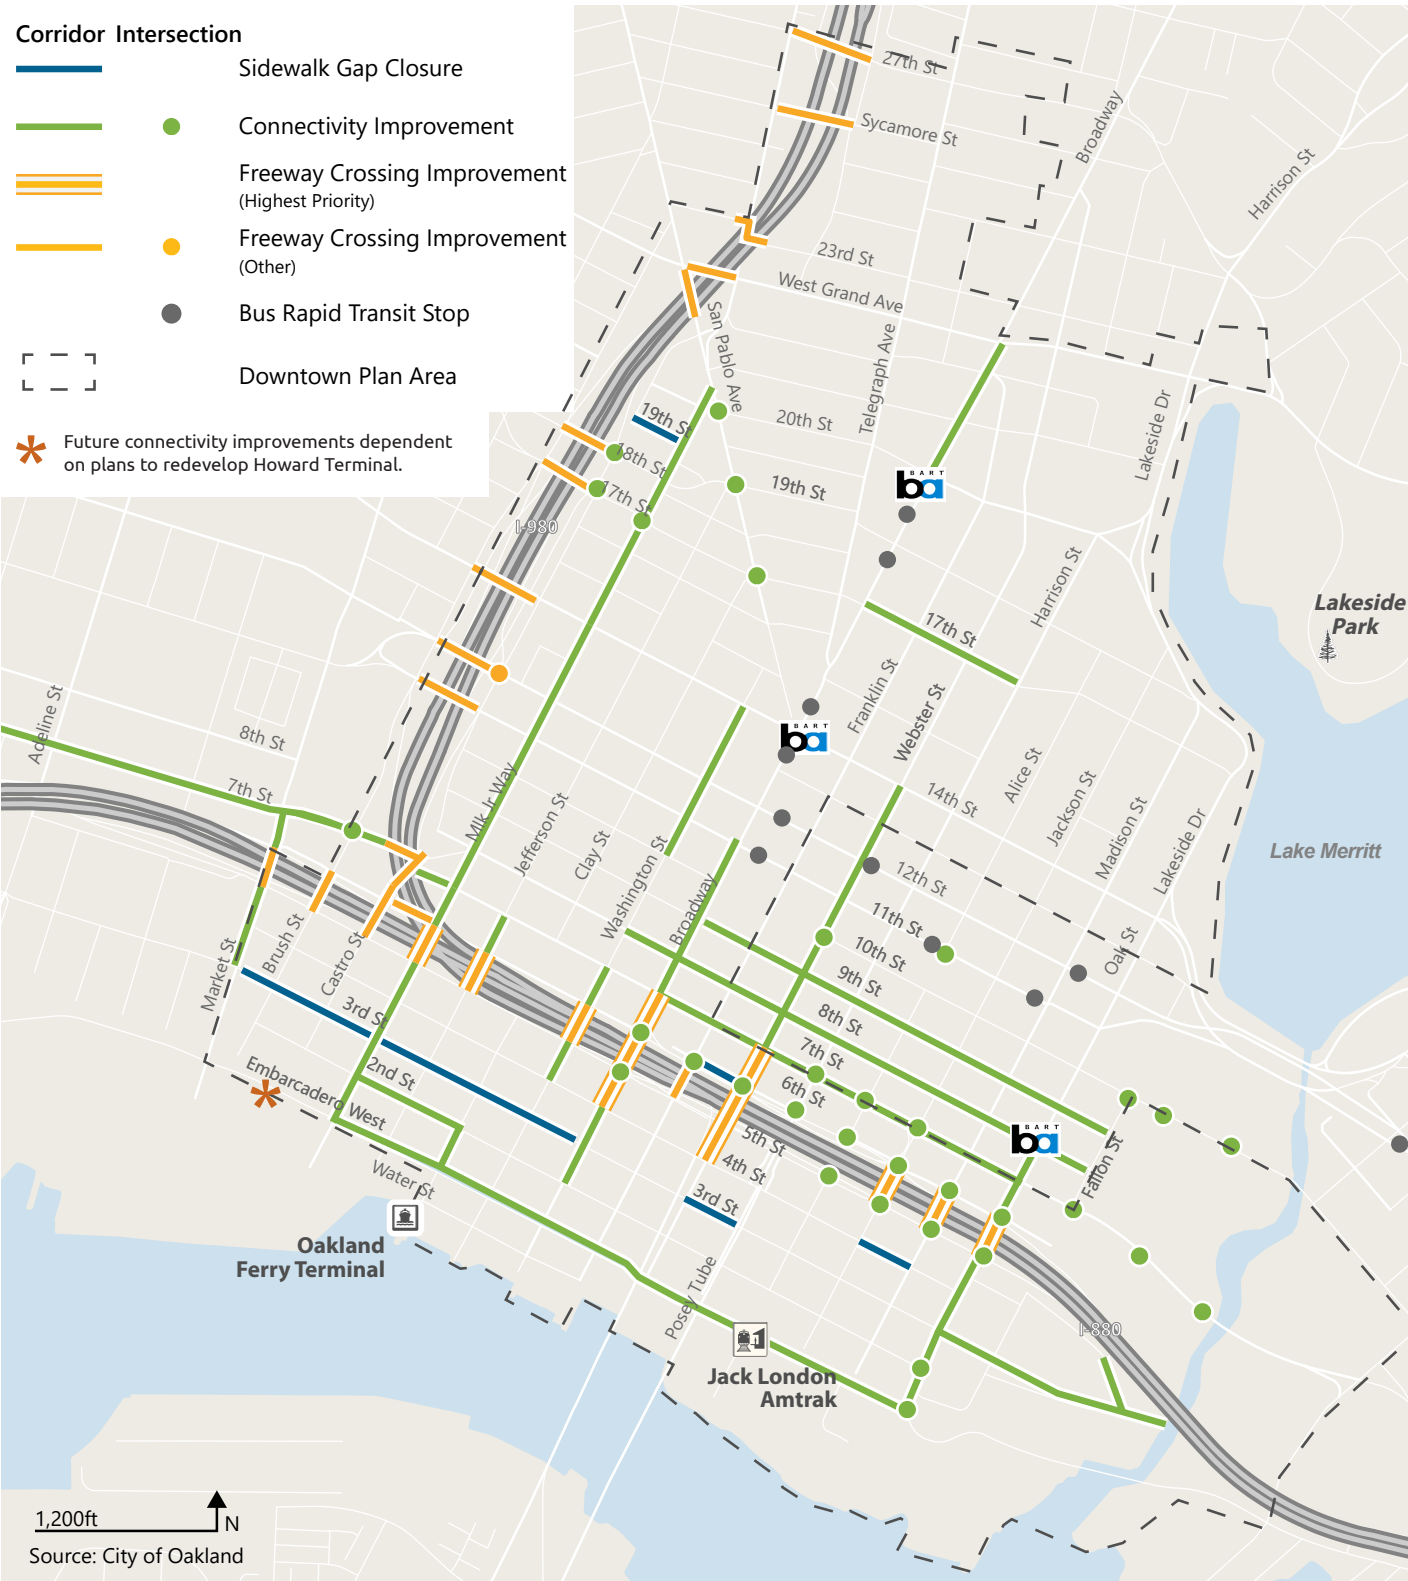 Corridor Intersection
Sidewalk Gap Closure
Connectivity Improvement
Freeway Crossing Improvement
(Highest Priority)
Freeway Crossing Improvement
(Other)
Bus Rapid Transit Stop
Downtown Plan Area
* Future connectivity improvements dependent
on plans to redevelop Howard Terminal.
27th St
Sycamore St
Broadway
Harrison St
23rd St
West Grand Ave
San Pablo Ave
Telegraph Ave
19th St
20th St
Lakeside Dr
18th St
17th St
19th St
BART
ba
I-980
Harrison St
Lakeside
Park
17th St
Franklin St
Webster St
Adeline St
8th St
BART
ba
7th St
Mlk Jr Way
Jefferson St
Clay St
Washington St
Broadway
14th St
Alice St
Jackson St
Madison St
Lakeside Dr
Lake Merritt
12th St
11th St
10th St
9th St
8th St
7th St
6th St
5th St
4th St
3rd St
Oak St
Market St
Brush St
Castro St
3rd St
2nd St
Embarcadero West
Water St
BART
ba
Fallon St
Oakland
Ferry Terminal
Posey Tube
I-880
Jack London
Amtrak
1,200ft
N
Source: City of Oakland